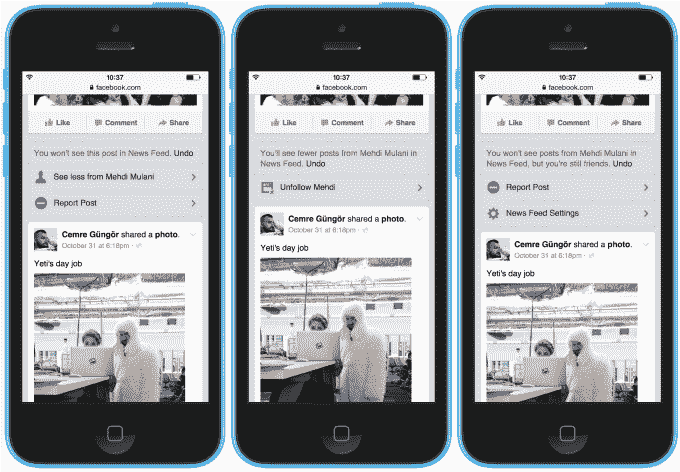 10:37
facebook.com
Like Comment Share
You won't see this post in News Feed. Undo
See less from Mehdi Mulani
Report Post
Cemre Güngör shared a photo.
October 31 at 6:18pm
Yeti's day job
10:37
facebook.com
Like Comment Share
You'll see fewer posts from Mehdi Mulani in
News Feed. Undo
Unfollow Mehdi
Cemre Güngör shared a photo.
October 31 at 6:18pm
Yeti's day job
10:37
facebook.com
Like Comment Share
You won't see posts from Mehdi Mulani in
News Feed, but you're still friends. Undo
Report Post
News Feed Settings
Cemre Güngör shared a photo.
October 31 at 6:18pm
Yeti's day job